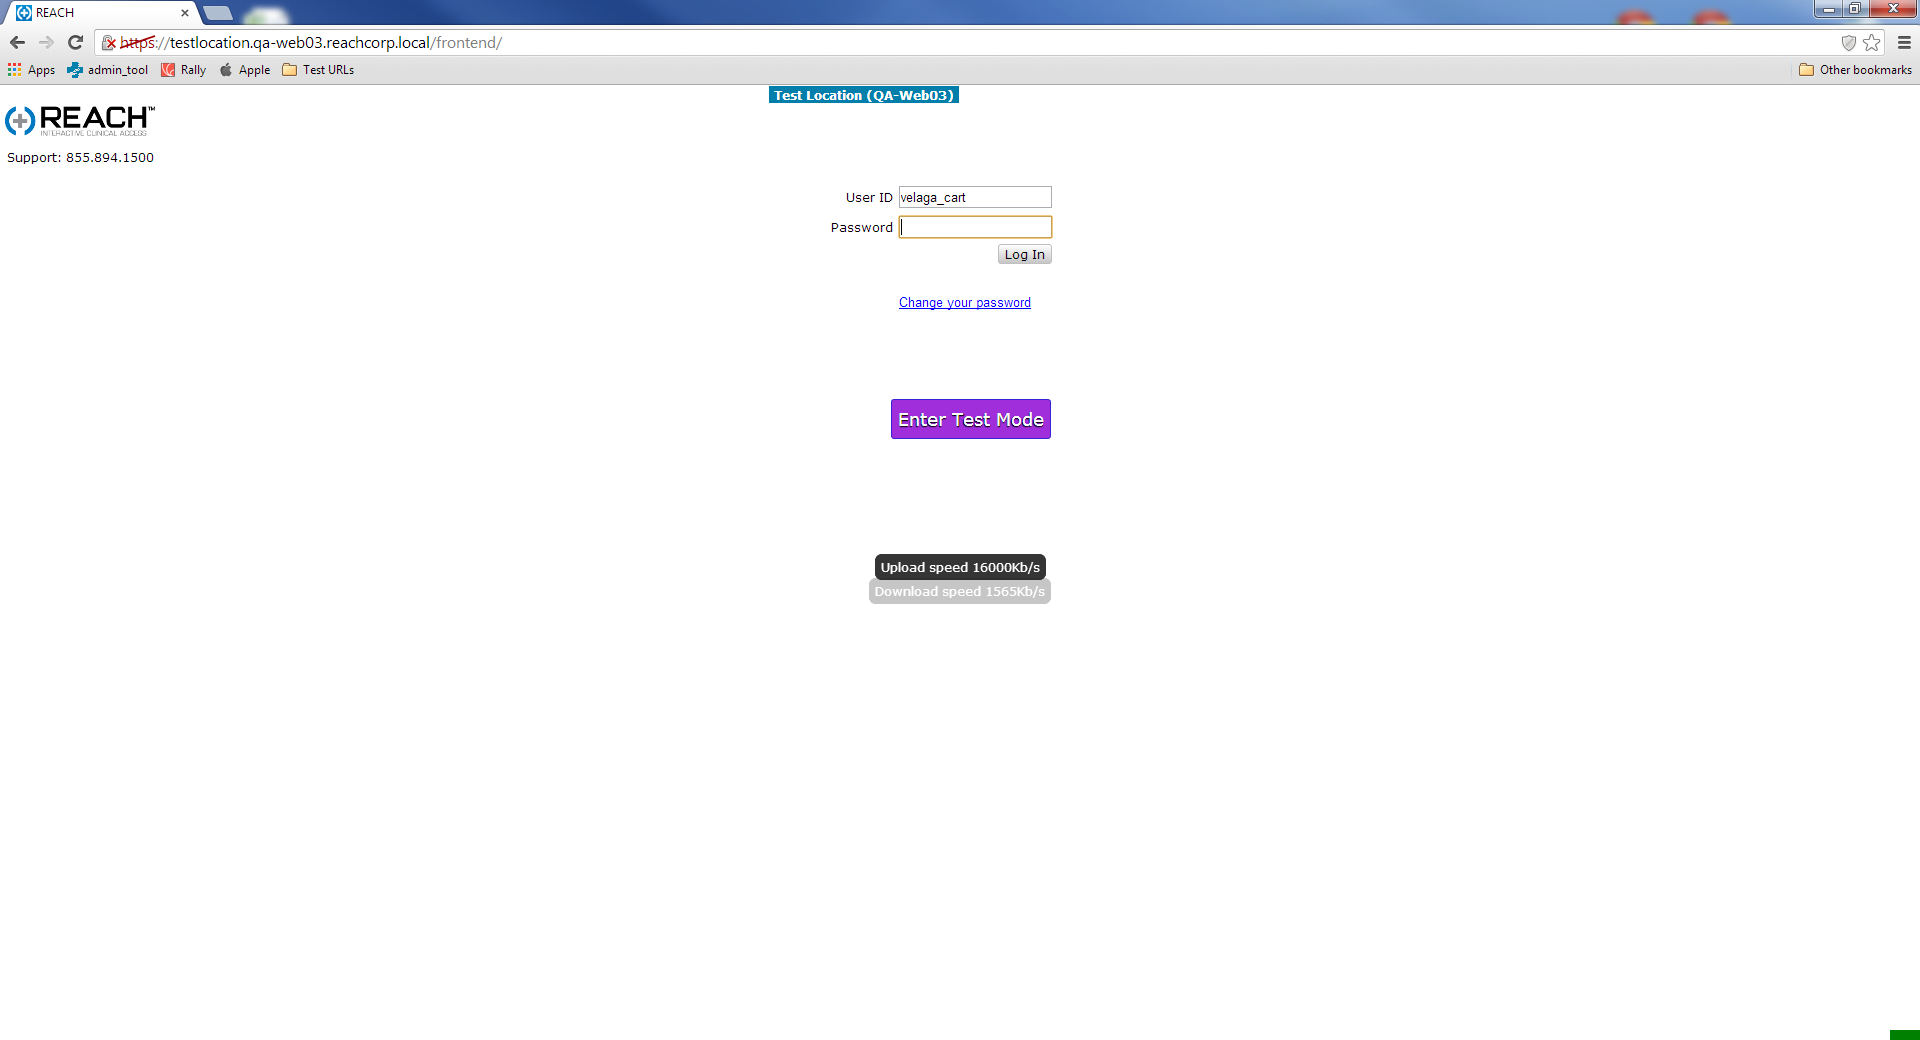 REACH
https://testlocation.qa-web03.reachcorp.local/frontend/
Apps admin_tool Rally Apple Test URLs Other bookmarks
Test Location (QA-Web03)
REACH™
INTERACTIVE CLINICAL ACCESS
Support: 855.894.1500
User ID velaga_cart
Password
Log In
Change your password
Enter Test Mode
Upload speed 16000Kb/s
Download speed 1565Kb/s